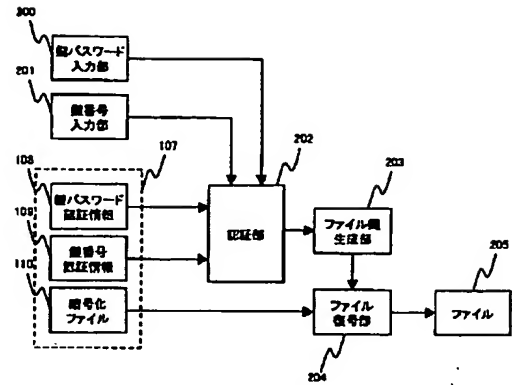 200
鍵パスワード
入力部
201
鍵番号
入力部
108
鍵パスワード
認証情報
107
109
鍵番号
認証情報
110
暗号化
ファイル
202
認証部
203
ファイル鍵
生成部
204
ファイル
復号部
205
ファイル